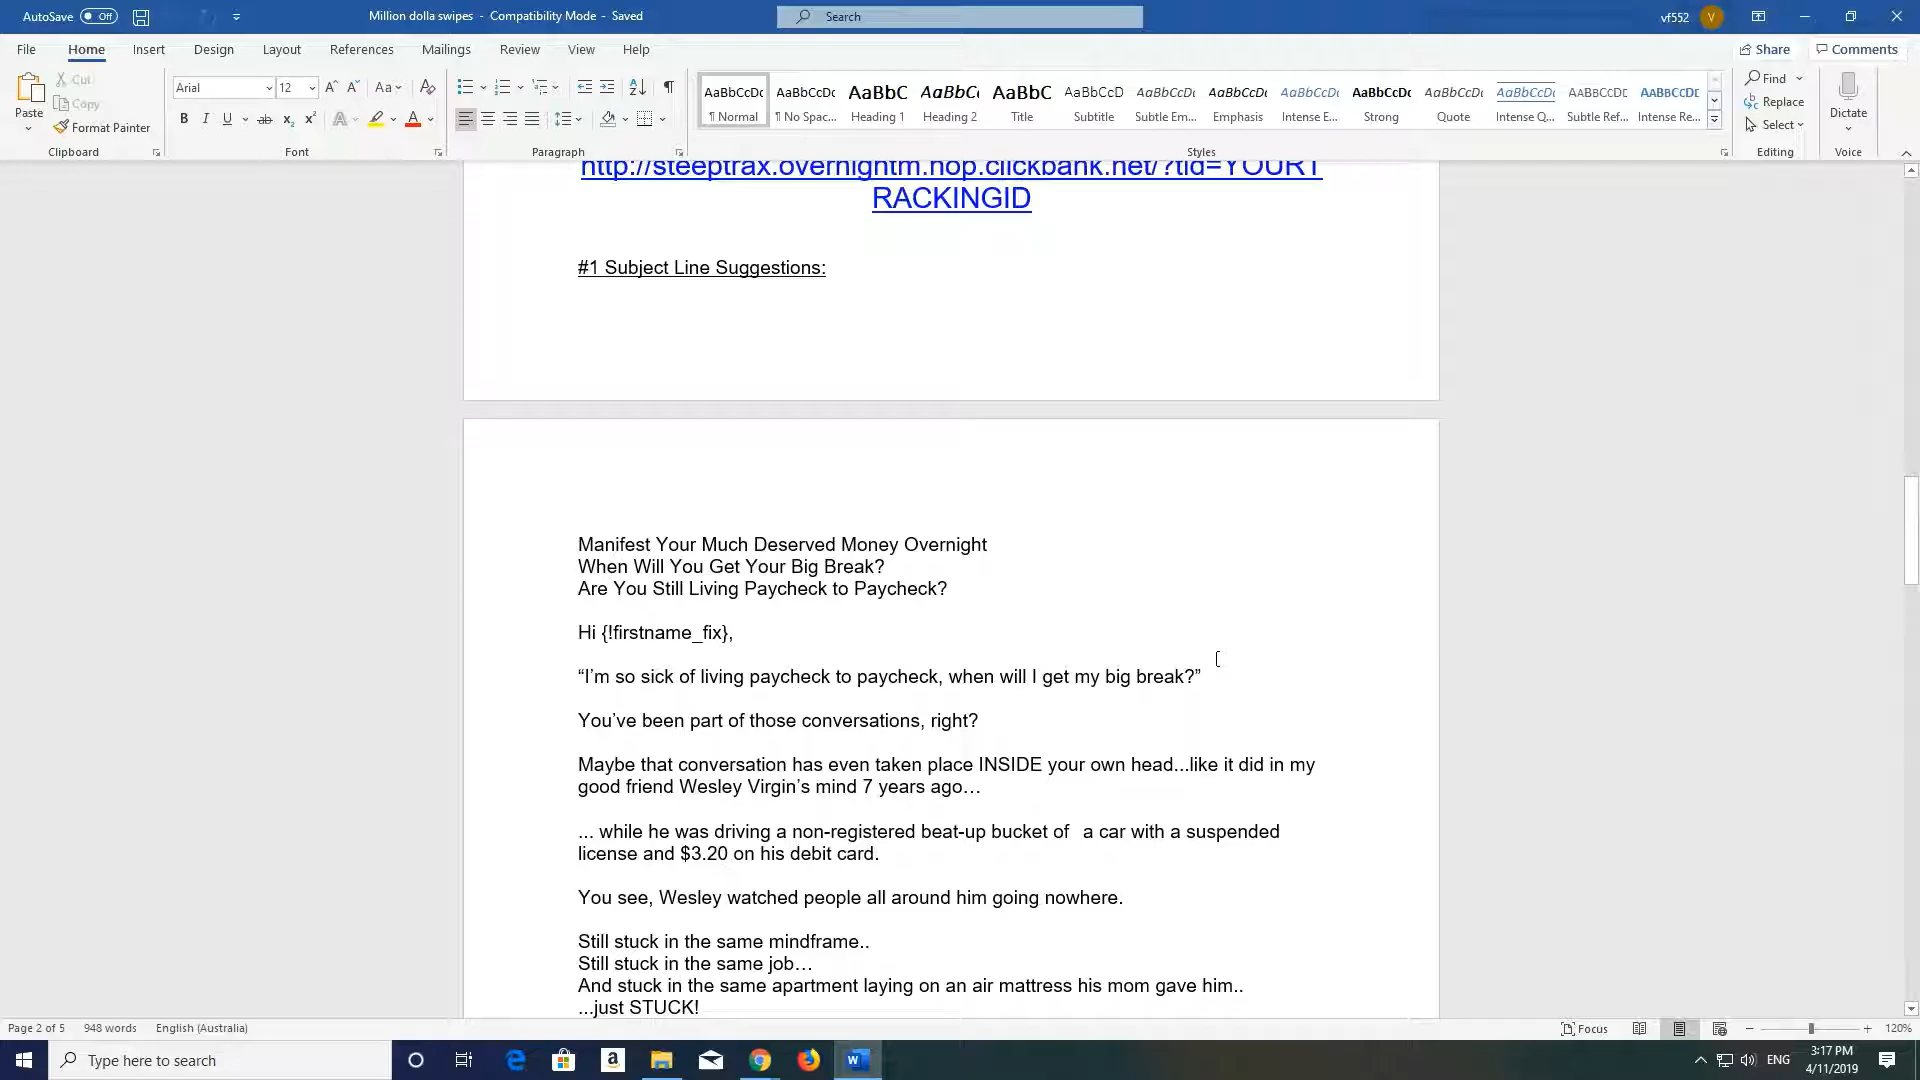 AutoSave Off
Million dolla swipes - Compatibility Mode - Saved
Search
vf552
V
File Home Insert Design Layout References Mailings Review View Help
Share
Comments
Paste
Cut
Copy
Format Painter
Clipboard
Arial
12
Font
Paragraph
AaBbCcDc AaBbCcDc AaBbC AaBbCc AaBbC AaBbCcD AaBbCcDc AaBbCcDc AaBbCcDc AaBbCcDc AaBbCcDc AaBbCcDc AaBbCcDc AaBbCcDc
¶ Normal ¶ No Spac... Heading 1 Heading 2 Title Subtitle Subtle Em... Emphasis Intense E... Strong Quote Intense Q... Subtle Ref... Intense Re...
Styles
Find
Replace
Select
Editing
Dictate
Voice
http://steeptrax.overnightm.hop.clickbank.net/?tid=YOURT
RACKINGID
#1 Subject Line Suggestions:
Manifest Your Much Deserved Money Overnight
When Will You Get Your Big Break?
Are You Still Living Paycheck to Paycheck?
Hi {!firstname_fix},
“I’m so sick of living paycheck to paycheck, when will I get my big break?”
You’ve been part of those conversations, right?
Maybe that conversation has even taken place INSIDE your own head...like it did in my
good friend Wesley Virgin’s mind 7 years ago…
... while he was driving a non-registered beat-up bucket of a car with a suspended
license and $3.20 on his debit card.
You see, Wesley watched people all around him going nowhere.
Still stuck in the same mindframe..
Still stuck in the same job…
And stuck in the same apartment laying on an air mattress his mom gave him..
...just STUCK!
Page 2 of 5 948 words English (Australia)
Focus
120%
Type here to search
ENG
3:17 PM
4/11/2019